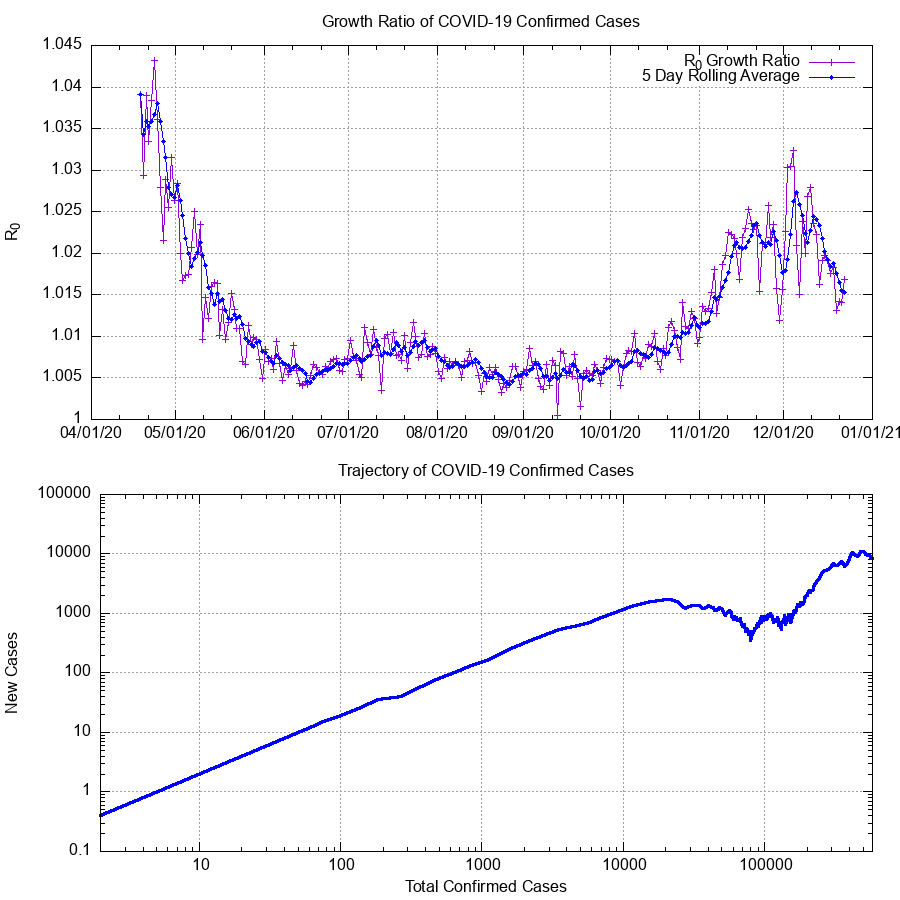 Growth Ratio of COVID-19 Confirmed Cases
R0 Growth Ratio
5 Day Rolling Average
1.045
1.04
1.035
1.03
1.025
1.02
1.015
1.01
1.005
1
R0
04/01/20 05/01/20 06/01/20 07/01/20 08/01/20 09/01/20 10/01/20 11/01/20 12/01/20 01/01/21
Trajectory of COVID-19 Confirmed Cases
100000
10000
1000
100
10
1
0.1
New Cases
10 100 1000 10000 100000
Total Confirmed Cases